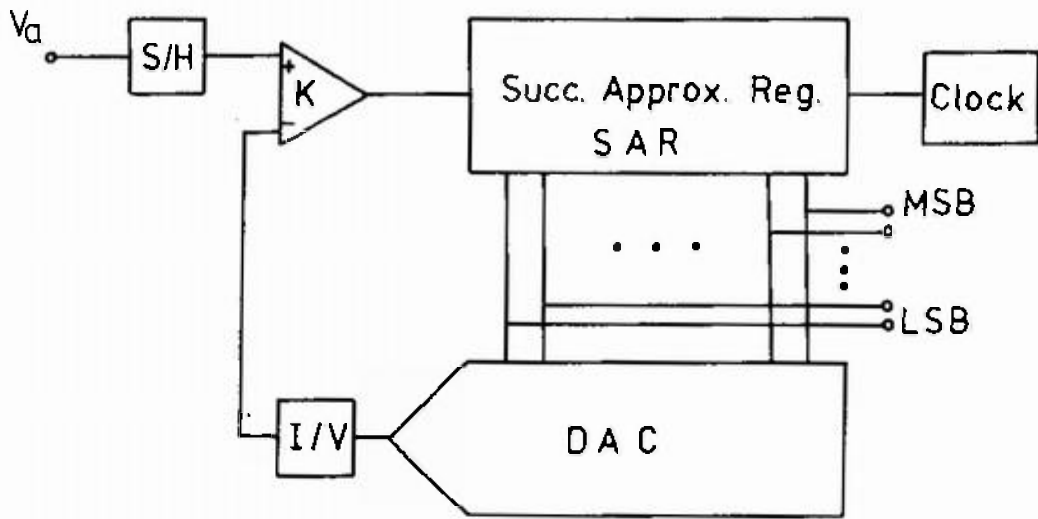 Va
S/H
+
K
−
Succ. Approx. Reg.
SAR
Clock
MSB
LSB
I/V
DAC